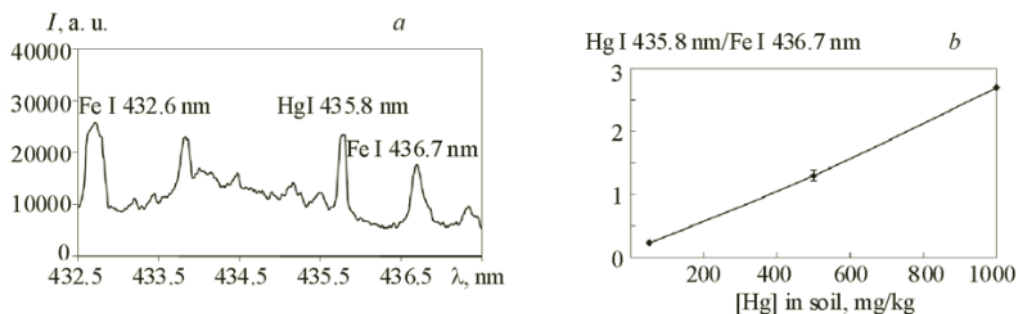 I, a. u.
a
40000
30000
Fe I 432.6 nm
HgI 435.8 nm
20000
Fe I 436.7 nm
10000
0
432.5 433.5 434.5 435.5 436.5 λ, nm
Hg I 435.8 nm/Fe I 436.7 nm
b
3
2
1
0
200 400 600 800 1000
[Hg] in soil, mg/kg